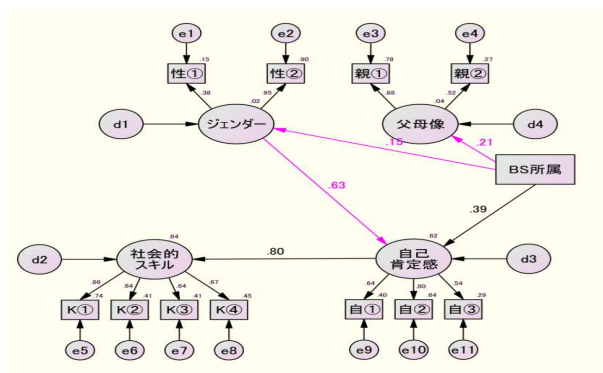 e1 e2 e3 e4
.15 .90 .78 .27
性① 性② 親① 親②
.38 .95 .88 .52
.02 .04
d1 ジェンダー 父母像 d4
.15 .21
BS所属
.63
.39
.64 .62
d2 社会的
スキル .80 自己
肯定感 d3
.86 .64 .64 .67 .64 .80 .54
.74 .41 .41 .45 .40 .64 .29
K① K② K③ K④ 自① 自② 自③
e5 e6 e7 e8 e9 e10 e11